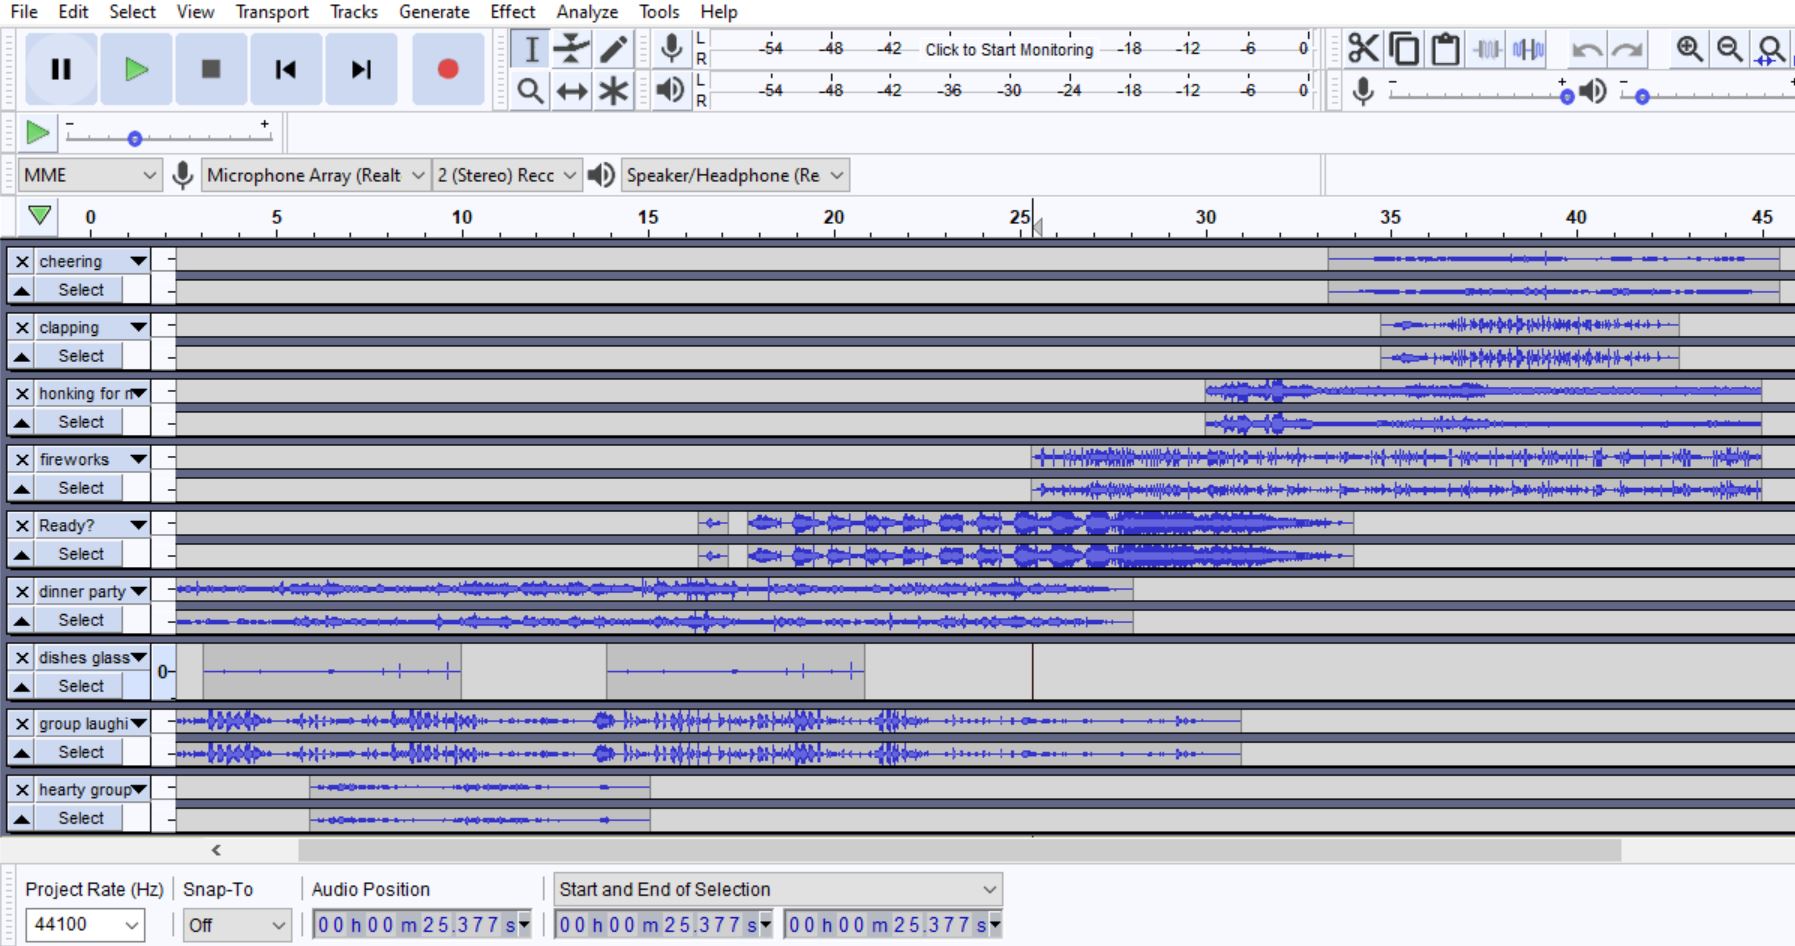 File Edit Select View Transport Tracks Generate Effect Analyze Tools Help
L
R
-54 -48 -42 Click to Start Monitoring -18 -12 -6 0
L
R
-54 -48 -42 -36 -30 -24 -18 -12 -6 0
- +
- +
-
MME Microphone Array (Realt 2 (Stereo) Recc Speaker/Headphone (Re
0 5 10 15 20 25 30 35 40 45
cheering
Select
clapping
Select
honking for n
Select
fireworks
Select
Ready?
Select
dinner party
Select
dishes glass
0-
Select
group laughi
Select
hearty group
Select
Project Rate (Hz) Snap-To Audio Position Start and End of Selection
44100 Off 00 h 00 m 25.377 s 00 h 00 m 25.377 s 00 h 00 m 25.377 s